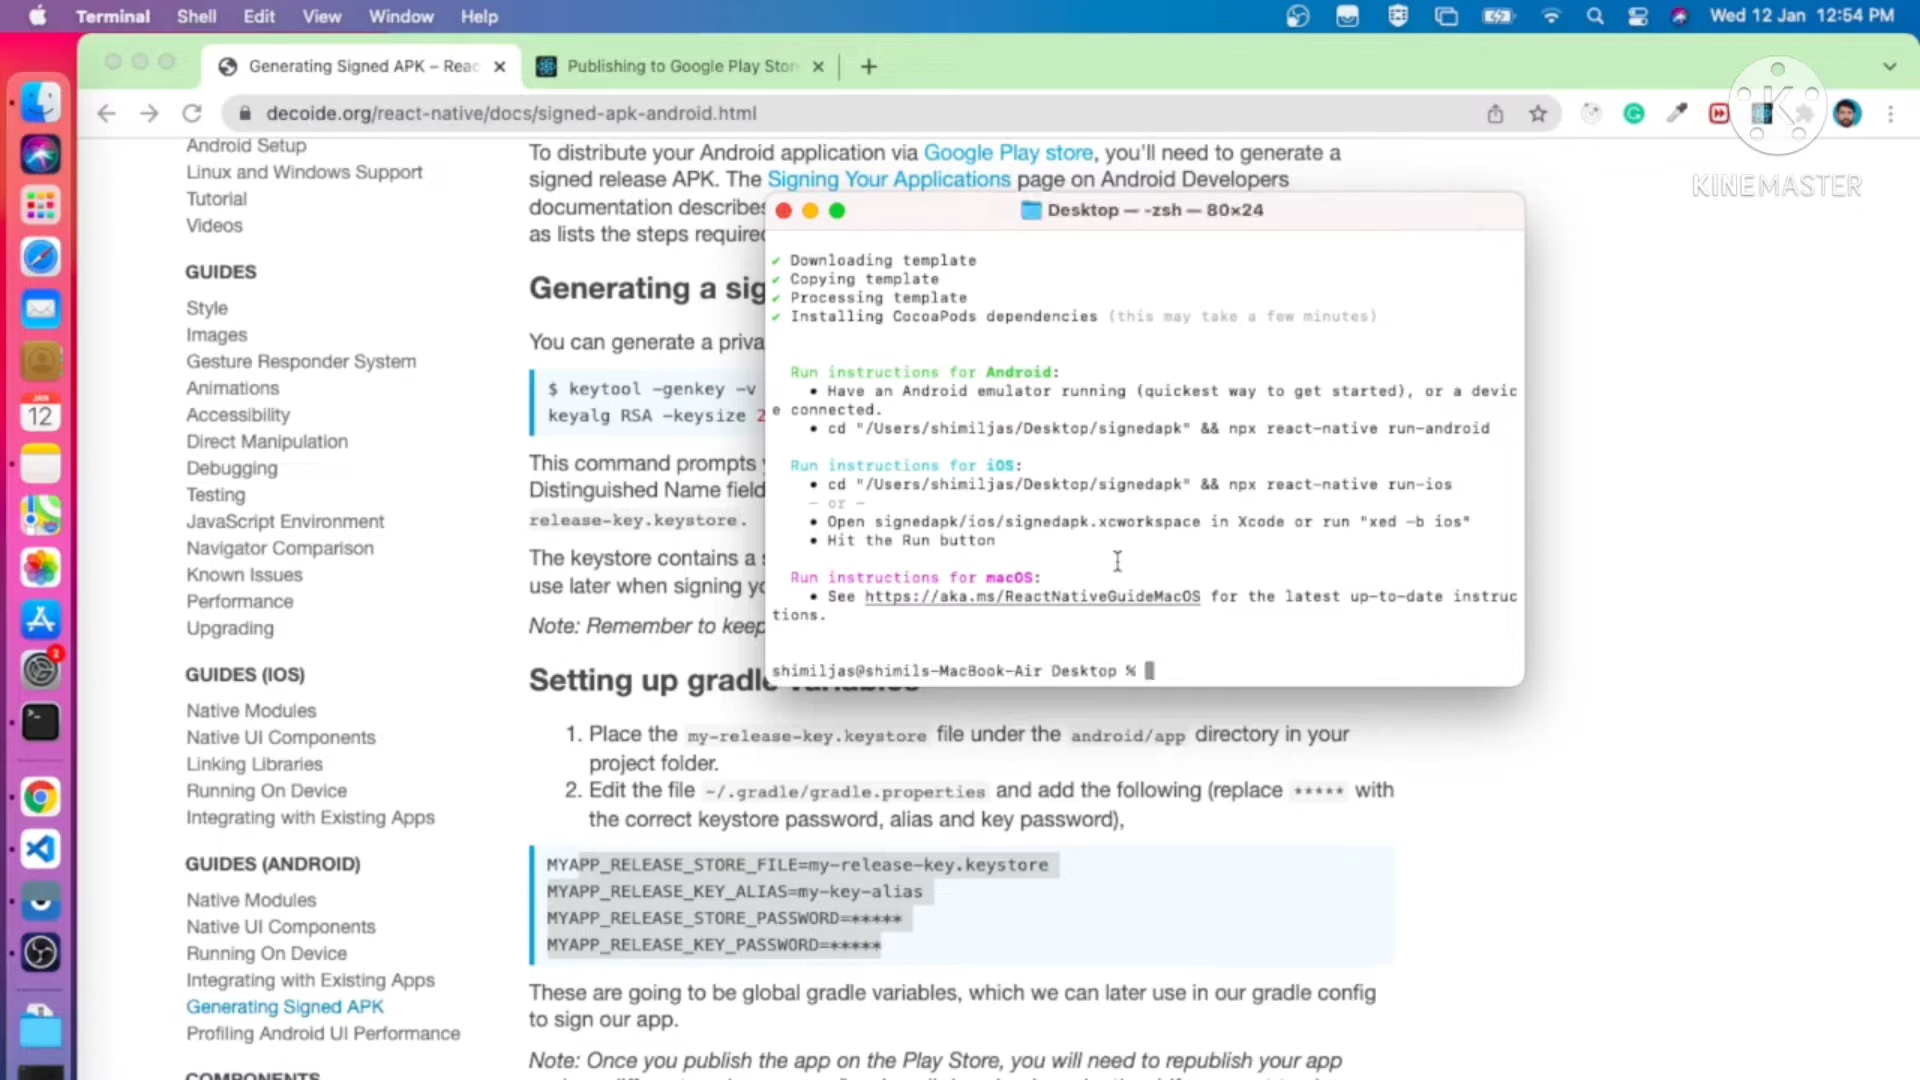 Terminal Shell Edit View Window Help Wed 12 Jan 12:54 PM
Generating Signed APK – Reac Publishing to Google Play Stor
decoide.org/react-native/docs/signed-apk-android.html
KINEMASTER
JAN
12
2
Android Setup
Linux and Windows Support
Tutorial
Videos
GUIDES
Style
Images
Gesture Responder System
Animations
Accessibility
Direct Manipulation
Debugging
Testing
JavaScript Environment
Navigator Comparison
Known Issues
Performance
Upgrading
GUIDES (IOS)
Native Modules
Native UI Components
Linking Libraries
Running On Device
Integrating with Existing Apps
GUIDES (ANDROID)
Native Modules
Native UI Components
Running On Device
Integrating with Existing Apps
Generating Signed APK
Profiling Android UI Performance
COMPONENTS
To distribute your Android application via Google Play store, you'll need to generate a
signed release APK. The Signing Your Applications page on Android Developers
documentation describes
as lists the steps required
Generating a sig
You can generate a priva
$ keytool -genkey -v
keyalg RSA -keysize 2
This command prompts
Distinguished Name field
release-key.keystore.
The keystore contains a s
use later when signing yo
Note: Remember to keep
Setting up gradle variables
1. Place the my-release-key.keystore file under the android/app directory in your
project folder.
2. Edit the file ~/.gradle/gradle.properties and add the following (replace ***** with
the correct keystore password, alias and key password),
MYAPP_RELEASE_STORE_FILE=my-release-key.keystore
MYAPP_RELEASE_KEY_ALIAS=my-key-alias
MYAPP_RELEASE_STORE_PASSWORD=*****
MYAPP_RELEASE_KEY_PASSWORD=*****
These are going to be global gradle variables, which we can later use in our gradle config
to sign our app.
Note: Once you publish the app on the Play Store, you will need to republish your app
Desktop — -zsh — 80×24
✔ Downloading template
✔ Copying template
✔ Processing template
✔ Installing CocoaPods dependencies (this may take a few minutes)
Run instructions for Android:
• Have an Android emulator running (quickest way to get started), or a devic
e connected.
• cd "/Users/shimiljas/Desktop/signedapk" && npx react-native run-android
Run instructions for iOS:
• cd "/Users/shimiljas/Desktop/signedapk" && npx react-native run-ios
- or -
• Open signedapk/ios/signedapk.xcworkspace in Xcode or run "xed -b ios"
• Hit the Run button
Run instructions for macOS:
• See https://aka.ms/ReactNativeGuideMacOS for the latest up-to-date instruc
tions.
shimiljas@shimils-MacBook-Air Desktop %